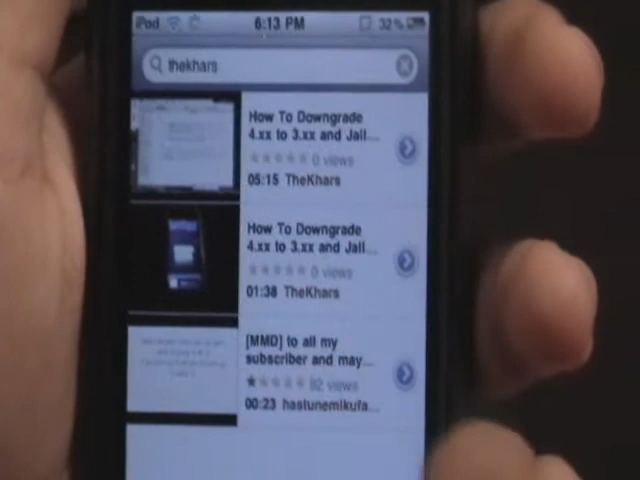 iPod 6:13 PM 32%
thekhars
How To Downgrade
4.xx to 3.xx and Jail...
0 views
05:15 TheKhars
How To Downgrade
4.xx to 3.xx and Jail...
0 views
01:38 TheKhars
[MMD] to all my
subscriber and may...
82 views
00:23 hastunemikufa...